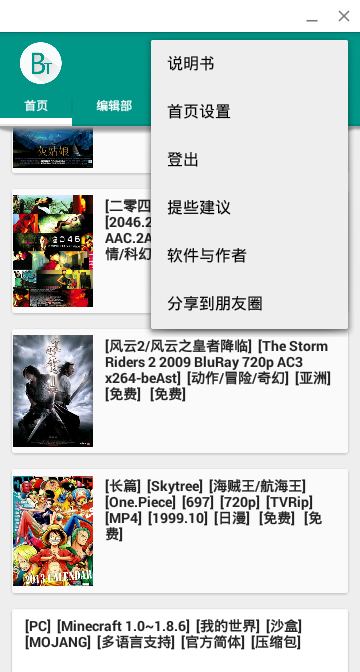 BT
首页
编辑部
说明书
首页设置
登出
提些建议
软件与作者
分享到朋友圈
灰姑娘
[二零四
[2046.2
AAC.2A
情/科幻
2046
[风云2/风云之皇者降临] [The Storm
Riders 2 2009 BluRay 720p AC3
x264-beAst] [动作/冒险/奇幻] [亚洲]
[免费] [免费]
[长篇] [Skytree] [海贼王/航海王]
[One.Piece] [697] [720p] [TVRip]
[MP4] [1999.10] [日漫] [免费] [免
费]
2013 CALENDAR
[PC] [Minecraft 1.0~1.8.6] [我的世界] [沙盒]
[MOJANG] [多语言支持] [官方简体] [压缩包]